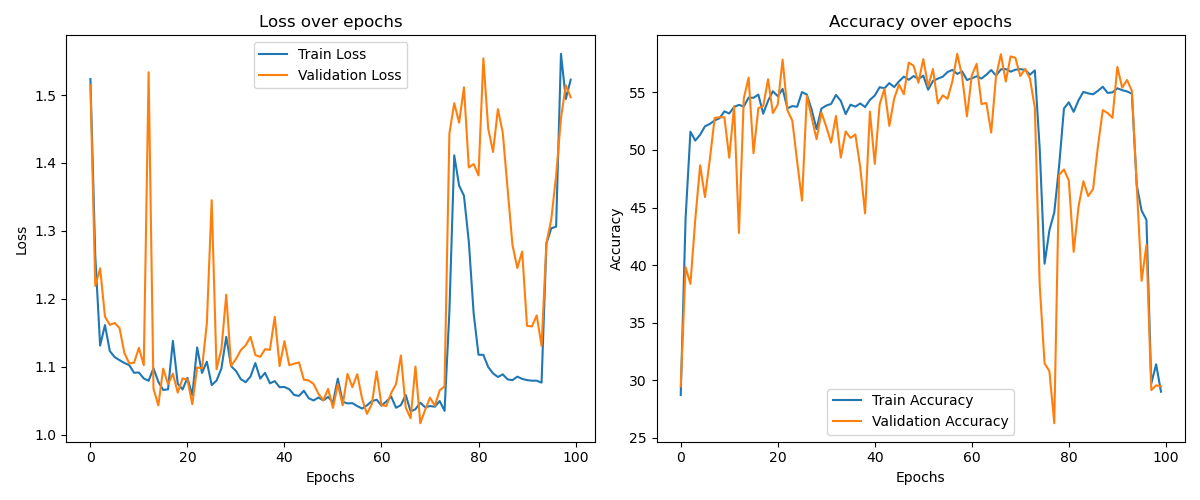 Loss over epochs
Train Loss
Validation Loss
Loss
1.5
1.4
1.3
1.2
1.1
1.0
0 20 40 60 80 100
Epochs
Accuracy over epochs
Accuracy
55
50
45
40
35
30
25
Train Accuracy
Validation Accuracy
0 20 40 60 80 100
Epochs